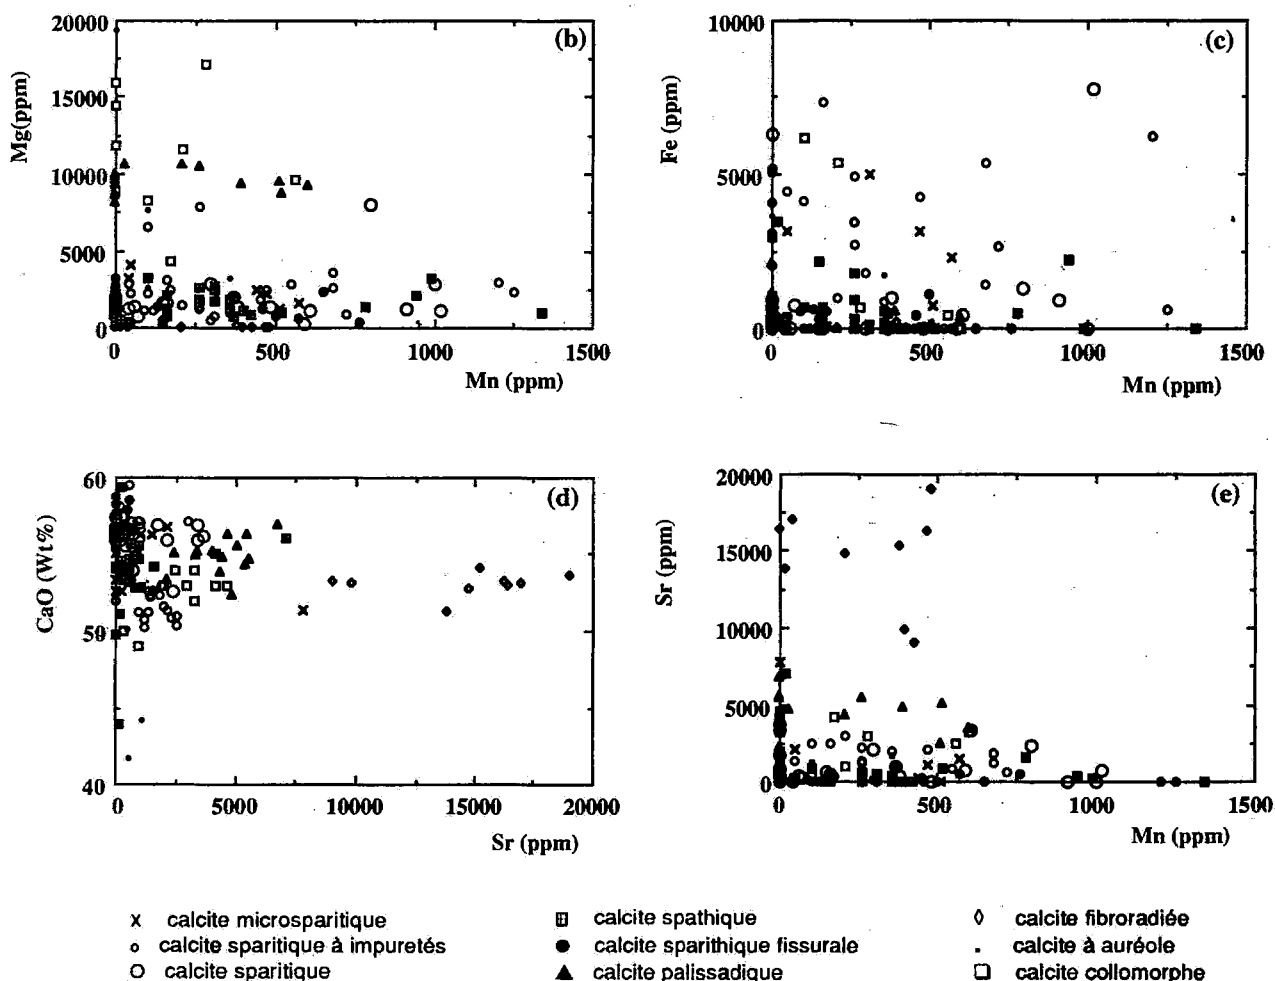 20000
15000
10000
5000
0
Mg(ppm)
(b)
0 500 1000 1500
Mn (ppm)
10000
5000
0
Fe (ppm)
(c)
0 500 1000 1500
Mn (ppm)
60
50
40
CaO (Wt%)
(d)
0 5000 10000 15000 20000
Sr (ppm)
20000
15000
10000
5000
0
Sr (ppm)
(e)
0 500 1000 1500
Mn (ppm)
calcite microsparitique
calcite sparitique à impuretés
calcite sparitique
calcite spathique
calcite sparithique fissurale
calcite palissadique
calcite fibroradiée
calcite à auréole
calcite collomorphe